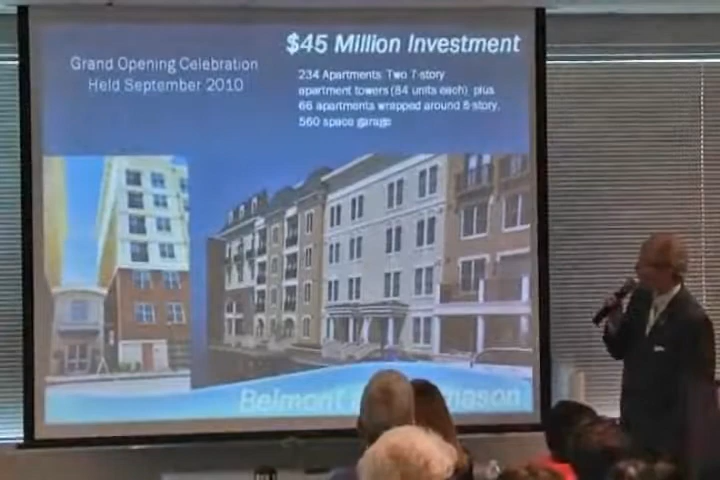 $45 Million Investment
Grand Opening Celebration
Held September 2010
234 Apartments: Two 7-story
apartment towers (84 units each), plus
66 apartments wrapped around 6-story,
560 space garage
Belmont